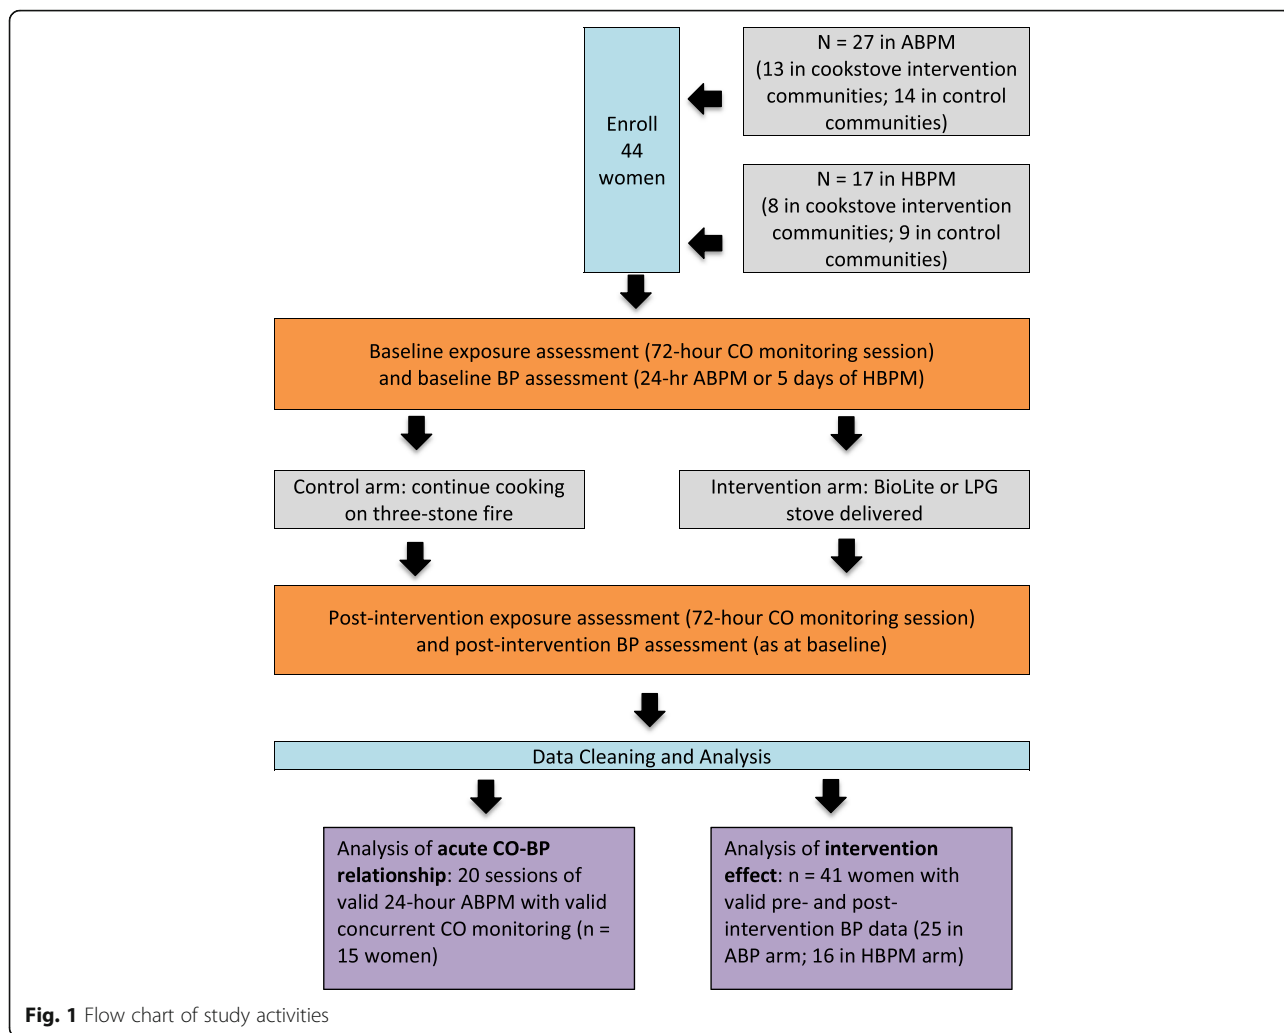 Enroll
44
women
N = 27 in ABPM
(13 in cookstove intervention
communities; 14 in control
communities)
N = 17 in HBPM
(8 in cookstove intervention
communities; 9 in control
communities)
Baseline exposure assessment (72-hour CO monitoring session)
and baseline BP assessment (24-hr ABPM or 5 days of HBPM)
Control arm: continue cooking
on three-stone fire
Intervention arm: BioLite or LPG
stove delivered
Post-intervention exposure assessment (72-hour CO monitoring session)
and post-intervention BP assessment (as at baseline)
Data Cleaning and Analysis
Analysis of acute CO-BP
relationship: 20 sessions of
valid 24-hour ABPM with valid
concurrent CO monitoring (n =
15 women)
Analysis of intervention
effect: n = 41 women with
valid pre- and post-
intervention BP data (25 in
ABP arm; 16 in HBPM arm)
Fig. 1 Flow chart of study activities